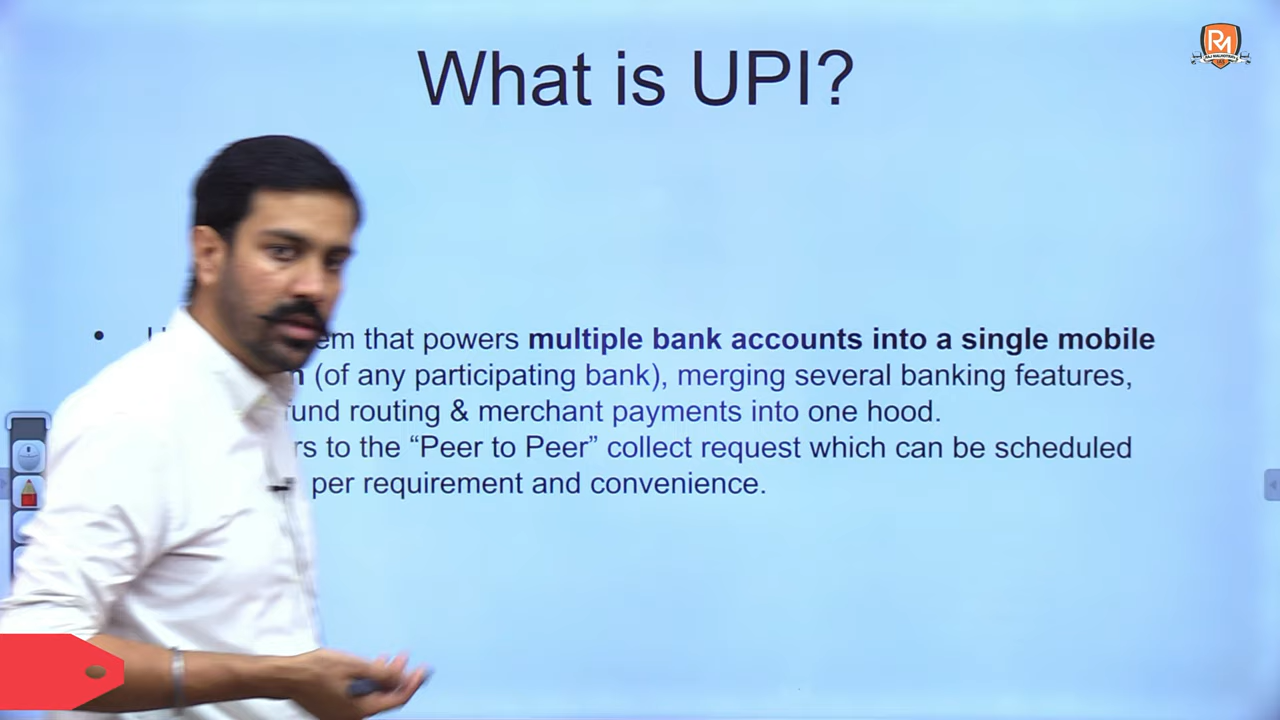 What is UPI?
that powers multiple bank accounts into a single mobile
(of any participating bank), merging several banking features,
fund routing & merchant payments into one hood.
to the “Peer to Peer” collect request which can be scheduled
per requirement and convenience.